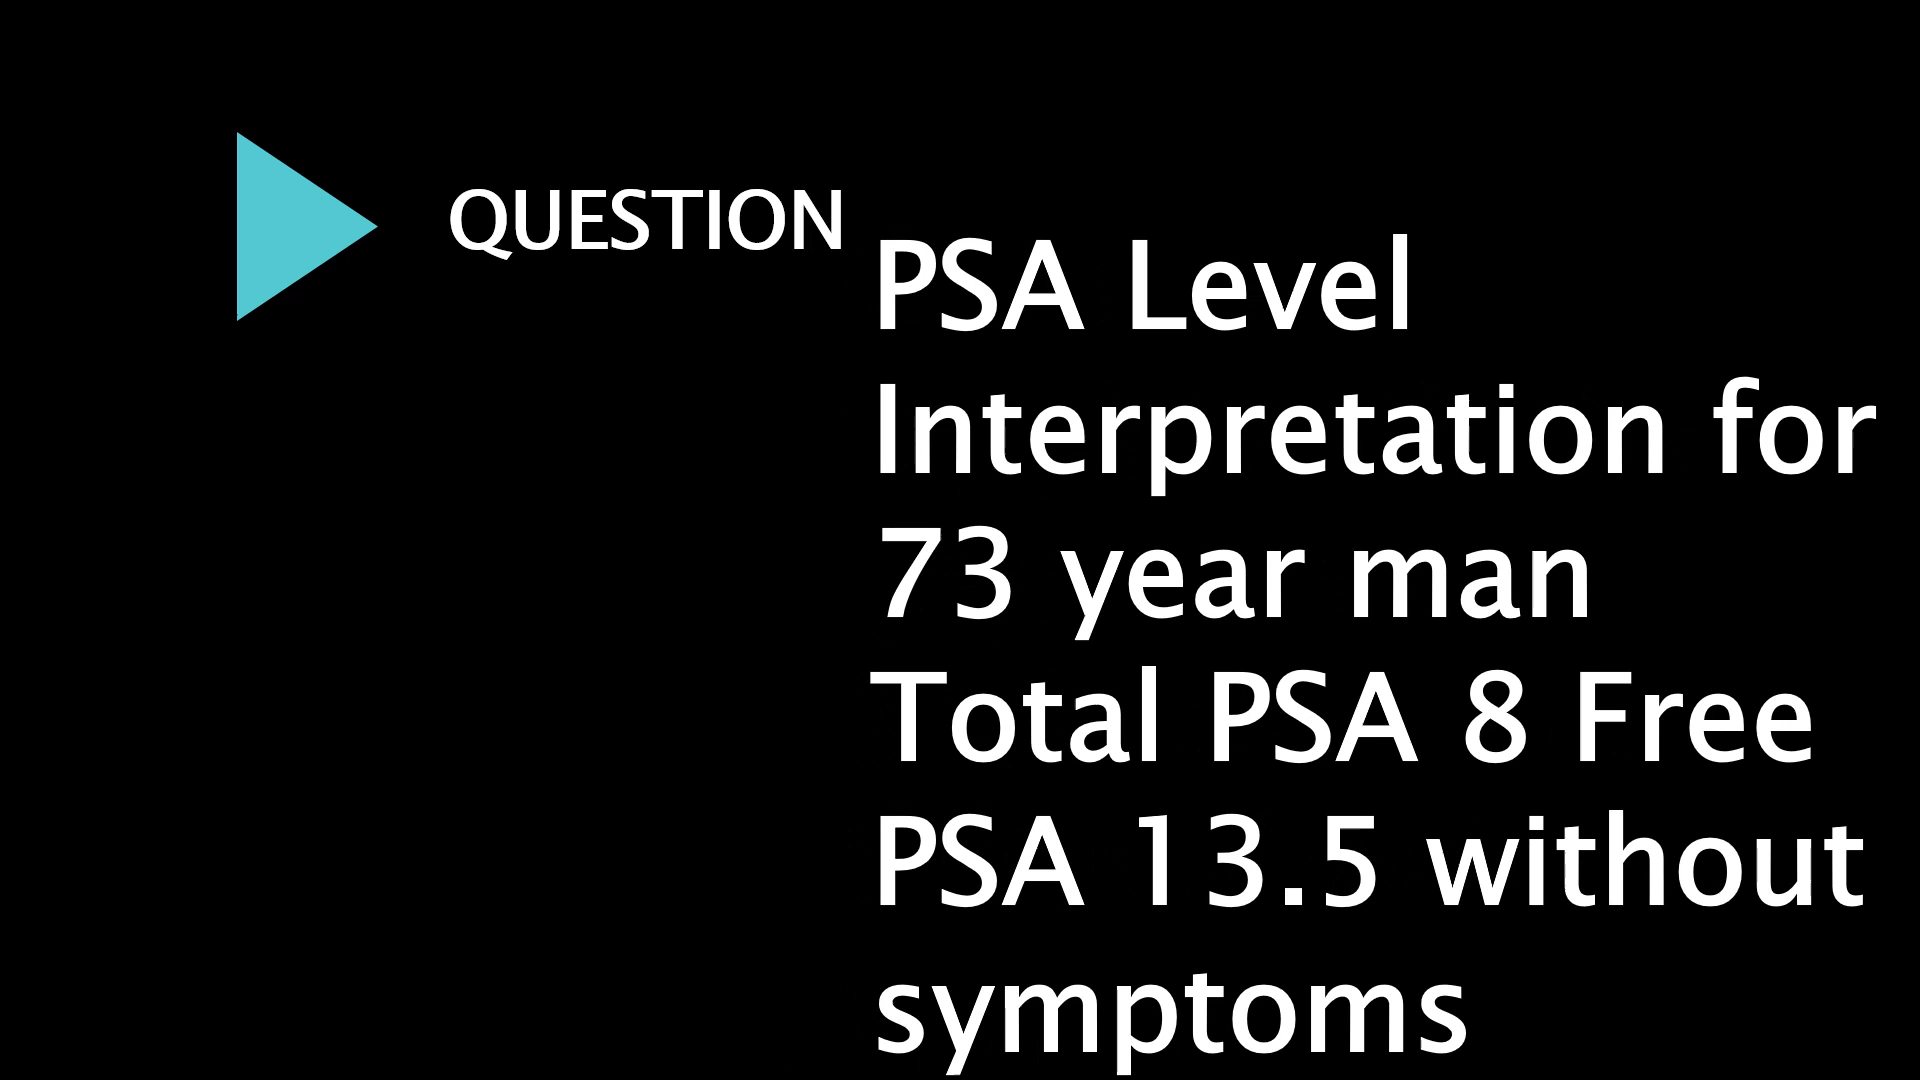 QUESTION
PSA Level
Interpretation for
73 year man
Total PSA 8 Free
PSA 13.5 without
symptoms